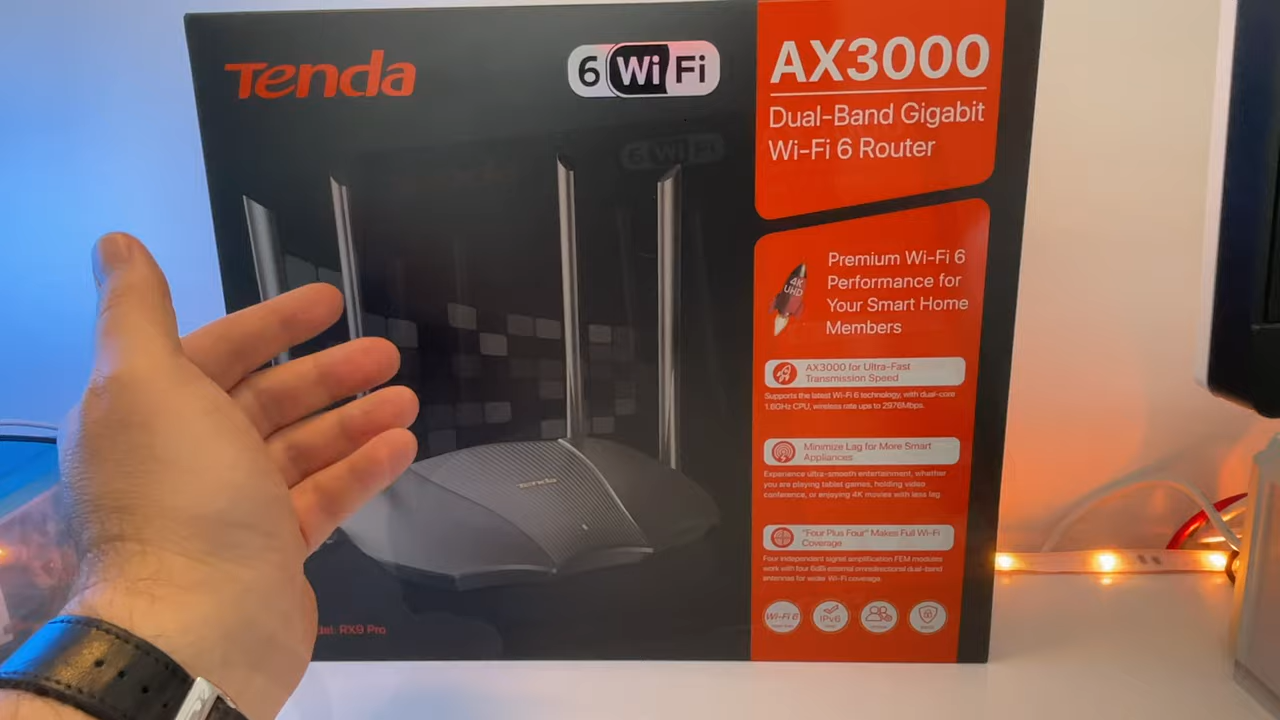 Tenda
6 WiFi
AX3000
Dual-Band Gigabit
Wi-Fi 6 Router
4K
UHD
Premium Wi-Fi 6
Performance for
Your Smart Home
Members
AX3000 for Ultra-Fast
Transmission Speed
Supports the latest Wi-Fi 6 technology, with dual-core
1.6GHz CPU, wireless rate ups to 2976Mbps.
Minimize Lag for More Smart
Appliances
Experience ultra-smooth entertainment, whether
you are playing tablet games, holding video
conference, or enjoying 4K movies with less lag
"Four Plus Four" Makes Full Wi-Fi
Coverage
Four independent signal amplification FEM modules
work with four 6dBi external omnidirectional dual-band
antennas for wider Wi-Fi coverage.
Wi-Fi 6
IPv6
Tenda
RX9 Pro